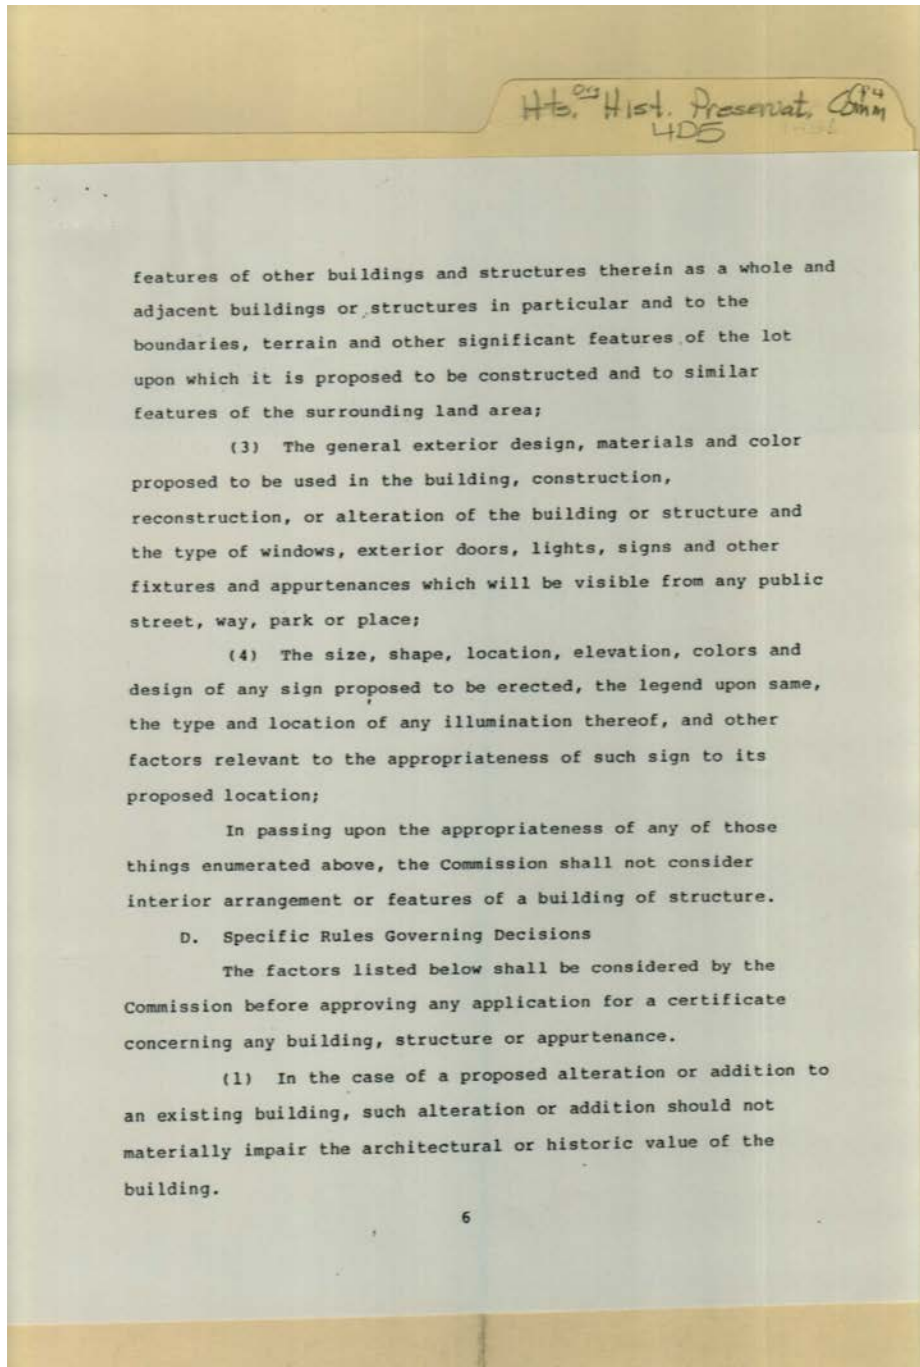 Org
Hts. Hist. Preservat. Comm
4D5
features of other buildings and structures therein as a whole and
adjacent buildings or structures in particular and to the
boundaries, terrain and other significant features of the lot
upon which it is proposed to be constructed and to similar
features of the surrounding land area;
(3) The general exterior design, materials and color
proposed to be used in the building, construction,
reconstruction, or alteration of the building or structure and
the type of windows, exterior doors, lights, signs and other
fixtures and appurtenances which will be visible from any public
street, way, park or place;
(4) The size, shape, location, elevation, colors and
design of any sign proposed to be erected, the legend upon same,
the type and location of any illumination thereof, and other
factors relevant to the appropriateness of such sign to its
proposed location;
In passing upon the appropriateness of any of those
things enumerated above, the Commission shall not consider
interior arrangement or features of a building of structure.
D. Specific Rules Governing Decisions
The factors listed below shall be considered by the
Commission before approving any application for a certificate
concerning any building, structure or appurtenance.
(1) In the case of a proposed alteration or addition to
an existing building, such alteration or addition should not
materially impair the architectural or historic value of the
building.
6